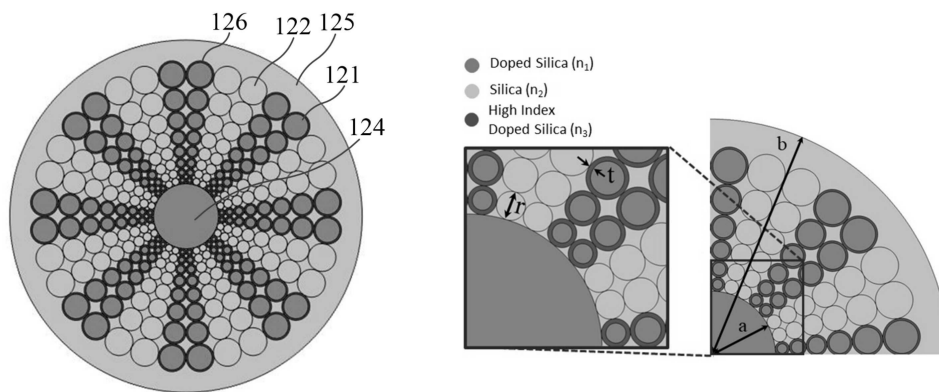 126
122
125
121
124
Doped Silica (n₁)
Silica (n₂)
High Index
Doped Silica (n₃)
t
r
b
a